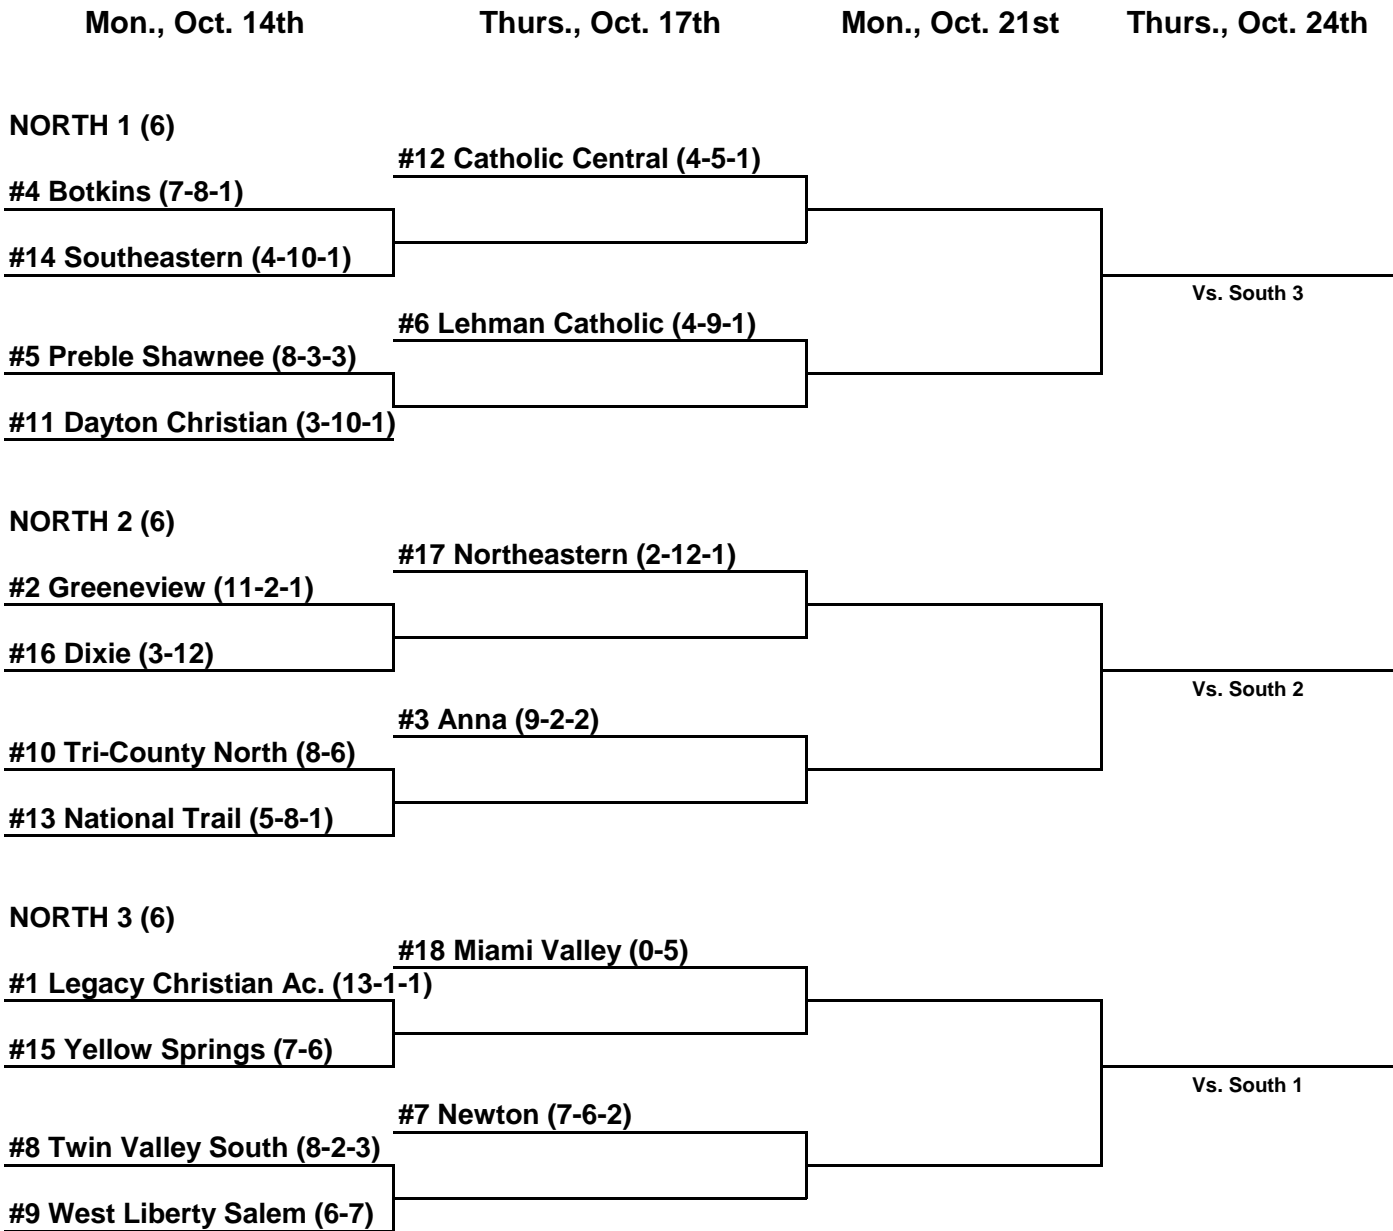 Mon., Oct. 14th
Thurs., Oct. 17th
Mon., Oct. 21st
Thurs., Oct. 24th
NORTH 1 (6)
#12 Catholic Central (4-5-1)
#4 Botkins (7-8-1)
#14 Southeastern (4-10-1)
Vs. South 3
#6 Lehman Catholic (4-9-1)
#5 Preble Shawnee (8-3-3)
#11 Dayton Christian (3-10-1)
NORTH 2 (6)
#17 Northeastern (2-12-1)
#2 Greeneview (11-2-1)
#16 Dixie (3-12)
Vs. South 2
#3 Anna (9-2-2)
#10 Tri-County North (8-6)
#13 National Trail (5-8-1)
NORTH 3 (6)
#18 Miami Valley (0-5)
#1 Legacy Christian Ac. (13-1-1)
#15 Yellow Springs (7-6)
Vs. South 1
#7 Newton (7-6-2)
#8 Twin Valley South (8-2-3)
#9 West Liberty Salem (6-7)